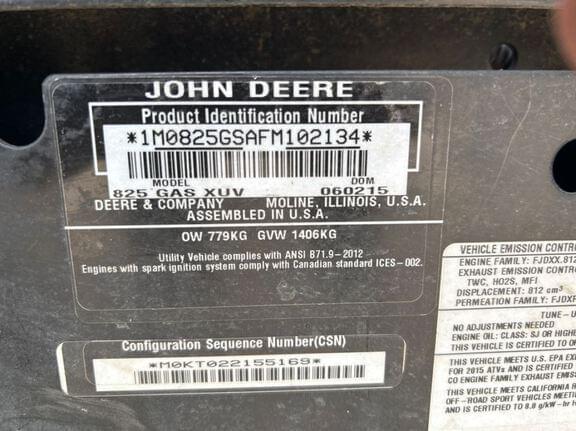 JOHN DEERE
Product Identification Number
*1M0825GSAFM102134*
MODEL DOM
825 GAS XUV 060215
DEERE & COMPANY MOLINE, ILLINOIS, U.S.A.
ASSEMBLED IN U.S.A.
OW 779KG GVW 1406KG
Utility Vehicle complies with ANSI B71.9-2012
Engines with spark ignition system comply with Canadian standard ICES-002.
Configuration Sequence Number(CSN)
*M0KT022155169*
VEHICLE EMISSION CONTR
ENGINE FAMILY: FJDXX.812
EXHAUST EMISSION CONTR
TWC, HO2S, MFI
DISPLACEMENT: 812 cm³
PERMEATION FAMILY: FJDXF
TUNE-U
NO ADJUSTMENTS NEEDED
ENGINE OIL: CLASS: SJ OR HIGHE
THIS VEHICLE IS CERTIFIED TO
THIS VEHICLE MEETS U.S. EPA EX
FOR 2015 ATVs AND IS CERTIFIED
CO ENGINE FAMILY EXHAUST EMISS
THIS VEHICLE MEETS CALIFORNIA
OFF-ROAD SPORT VEHICLES MEETI
AND IS CERTIFIED TO 8.0 g/kW-hr